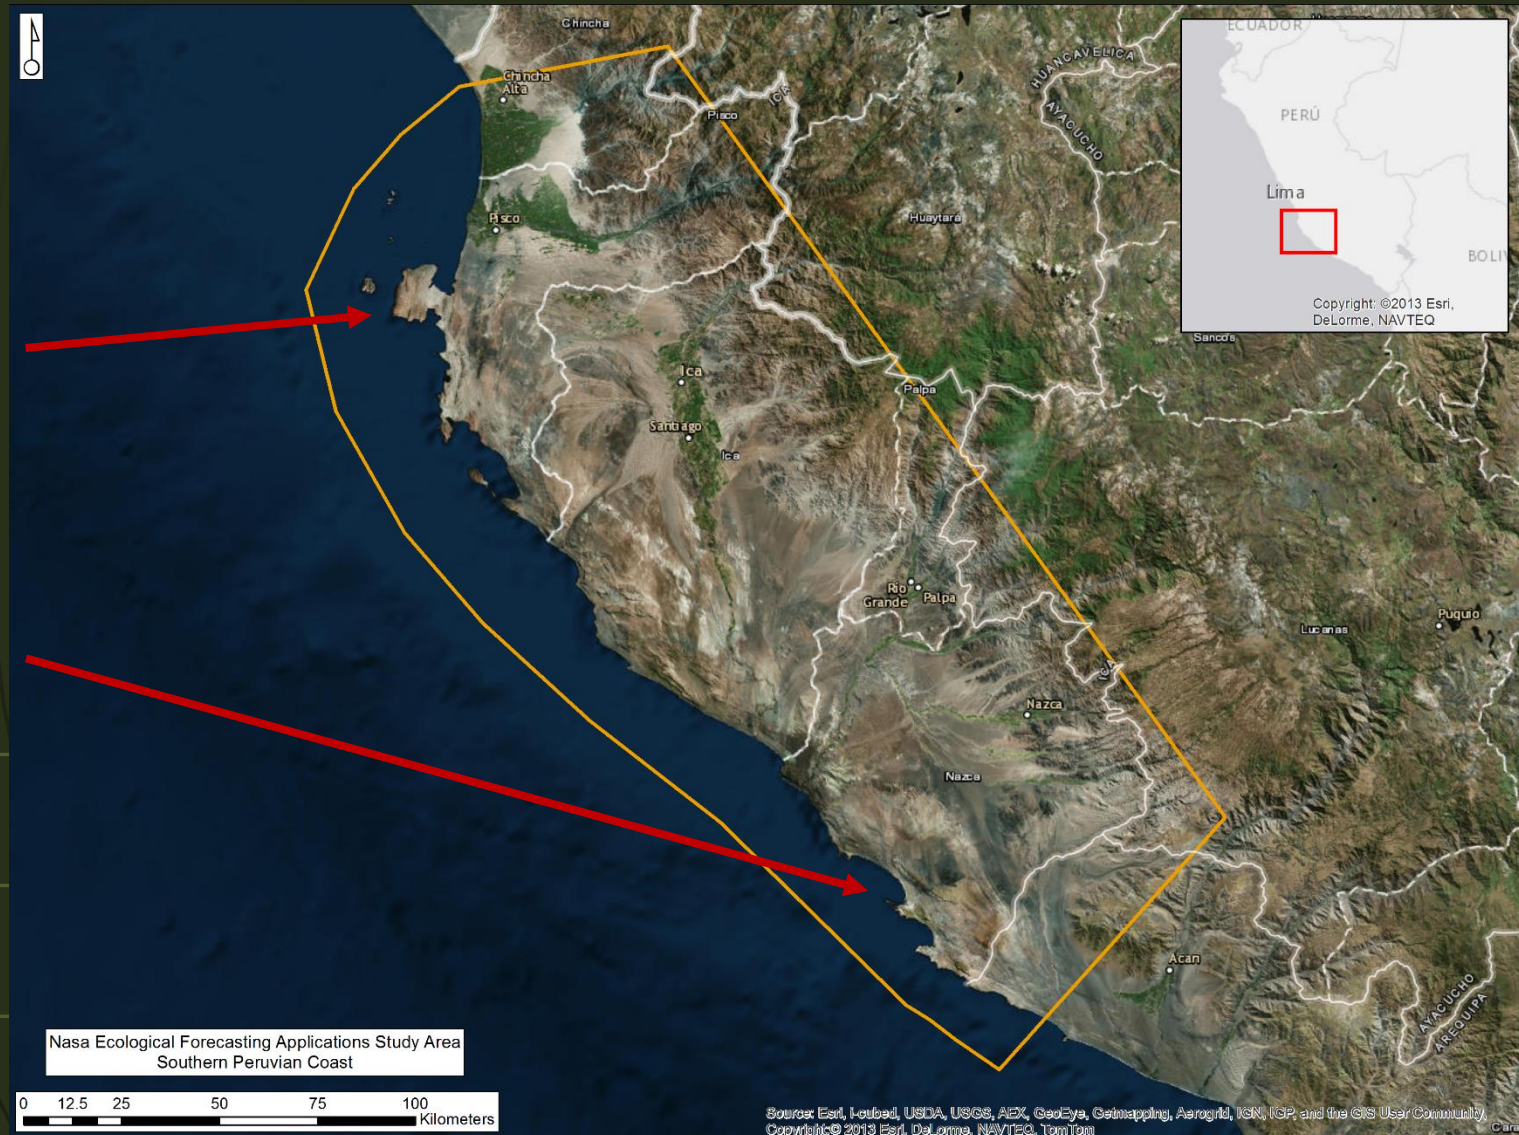 Chincha
Chincha
Alta
Pisco
ICA
HUANCAVELICA
AYACUCHO
Pisco
Huaytará
ECUADOR
PERÚ
Lima
Copyright: ©2013 Esri,
DeLorme, NAVTEQ
Ica
Palpa
Santiago
Ica
Rio
Grande
Palpa
Lucanas
Puquio
ICA
Nazca
Nazca
Acari
AYACUCHO
AREQUIPA
Nasa Ecological Forecasting Applications Study Area
Southern Peruvian Coast
0 12.5 25 50 75 100
Kilometers
Source: Esri, i-cubed, USDA, USGS, AEX, GeoEye, Getmapping, Aerogrid, IGN, IGP, and the GIS User Community,
Copyright:© 2013 Esri, DeLorme, NAVTEQ, TomTom